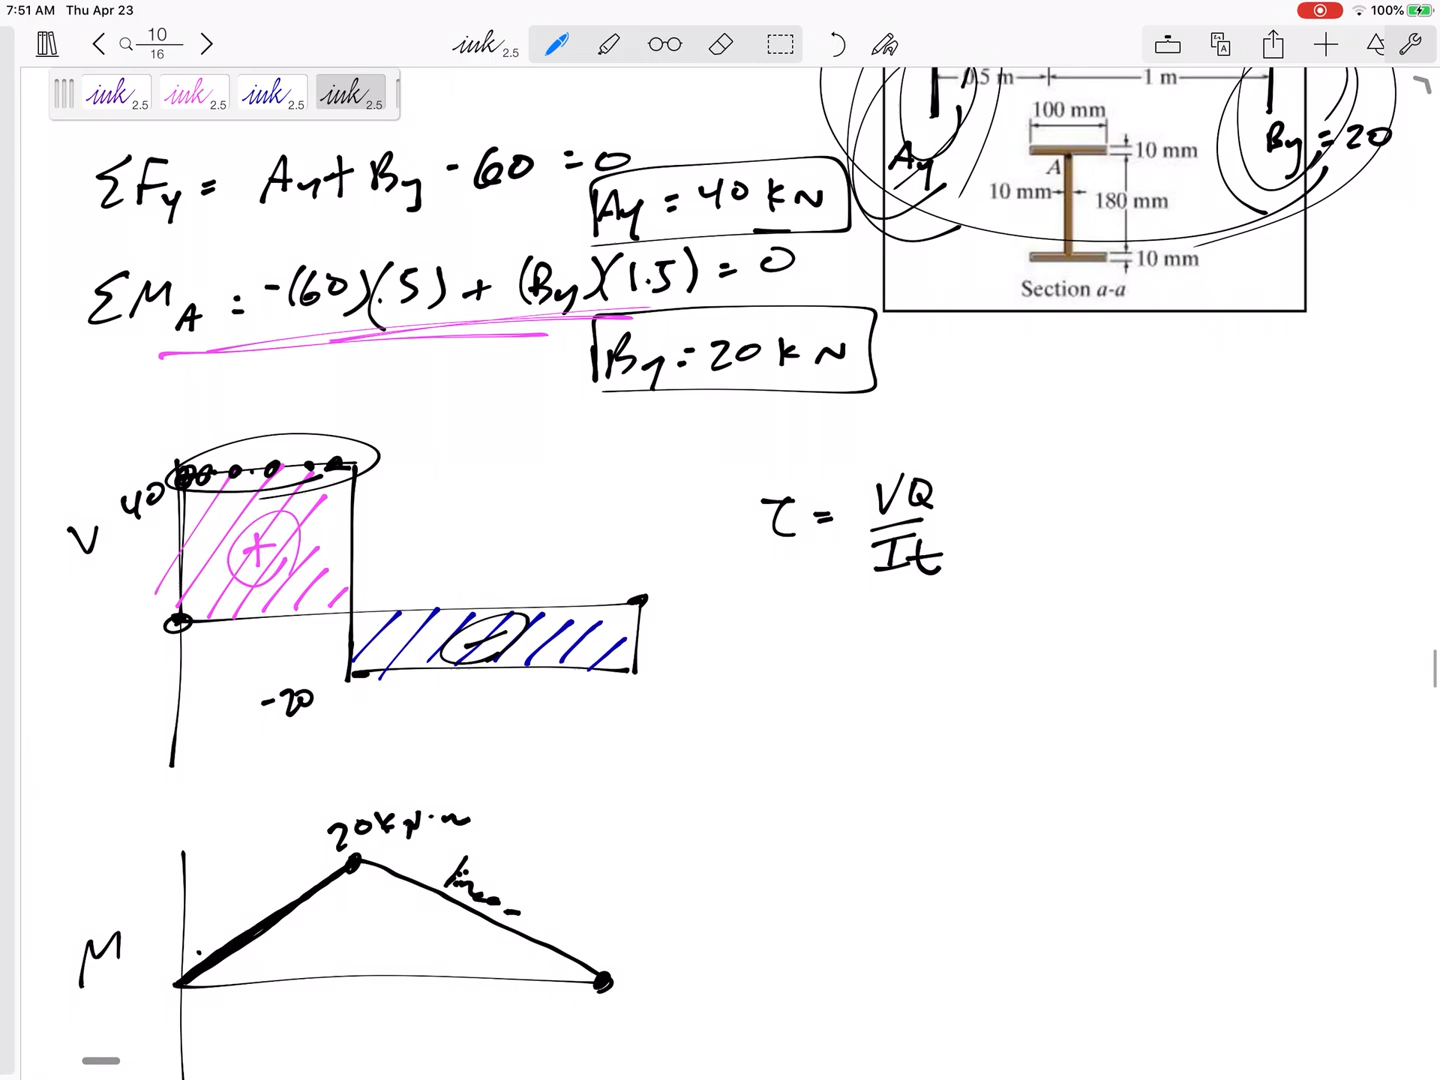 7:51 AM Thu Apr 23
100%
10
16
ink 2.5
ink 2.5 ink 2.5 ink 2.5 ink 2.5
0.5 m 1 m
100 mm
10 mm
A
10 mm 180 mm
10 mm
Section a-a
Ay
By = 20
ΣFy = Ay + By - 60 = 0
Ay = 40 kN
ΣMA = -(60)(.5) + (By)(1.5) = 0
By = 20 kN
40
V
+
-
-20
τ = VQ
It
20 kN·m
linear
M